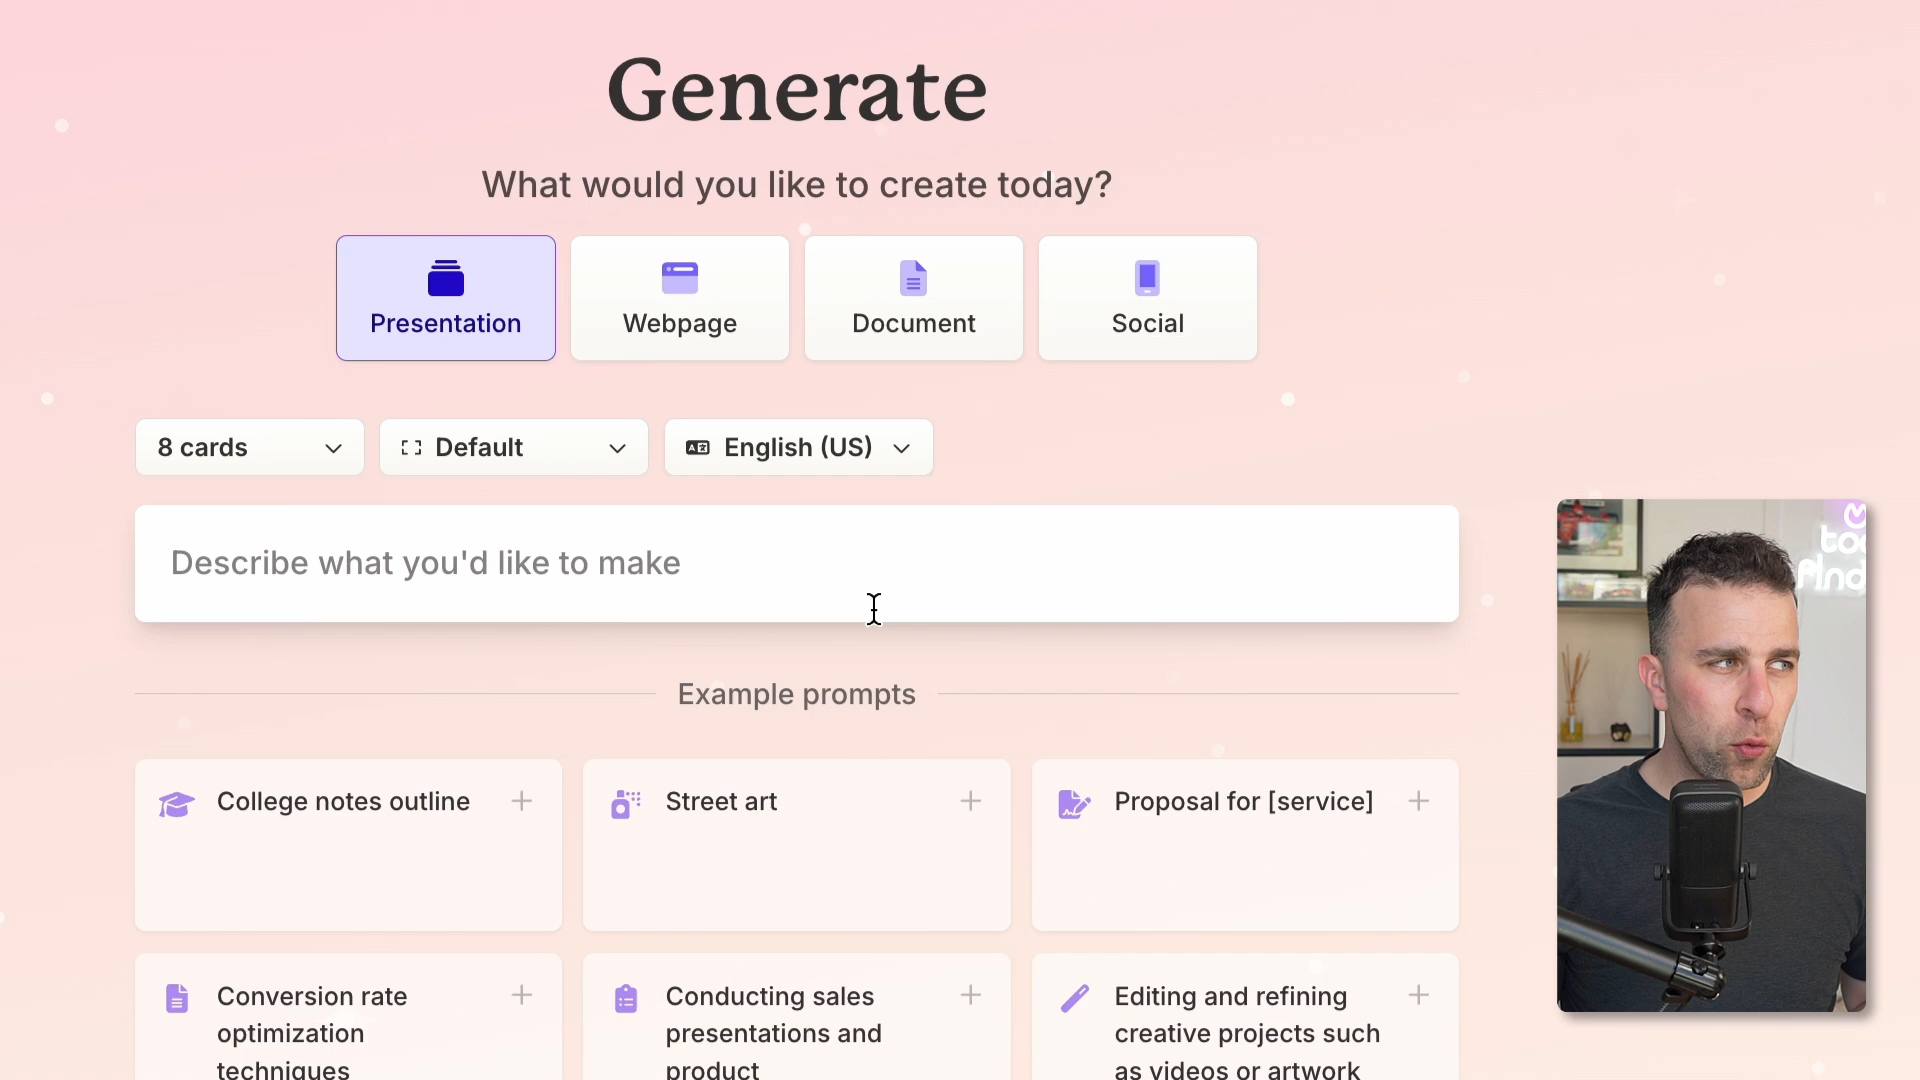 Generate
What would you like to create today?
Presentation
Webpage
Document
Social
8 cards
Default
English (US)
Describe what you'd like to make
Example prompts
College notes outline
Street art
Proposal for [service]
Conversion rate
optimization
techniques
Conducting sales
presentations and
product
Editing and refining
creative projects such
as videos or artwork